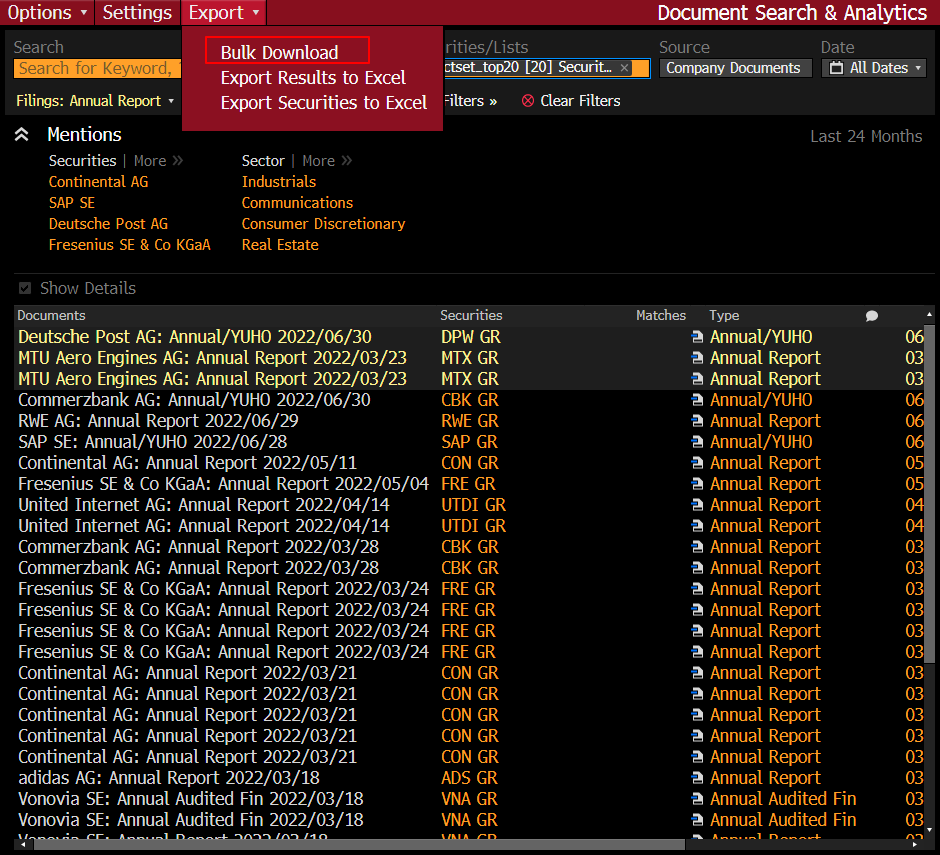 Options Settings Export Document Search & Analytics
Search rities/Lists Source Date
Bulk Download
Search for Keyword, ctset_top20 [20] Securit... × Company Documents All Dates
Export Results to Excel
Filings: Annual Report Export Securities to Excel Filters » Clear Filters
Mentions Last 24 Months
Securities | More » Sector | More »
Continental AG Industrials
SAP SE Communications
Deutsche Post AG Consumer Discretionary
Fresenius SE & Co KGaA Real Estate
Show Details
Documents Securities Matches Type
Deutsche Post AG: Annual/YUHO 2022/06/30 DPW GR Annual/YUHO 06
MTU Aero Engines AG: Annual Report 2022/03/23 MTX GR Annual Report 03
MTU Aero Engines AG: Annual Report 2022/03/23 MTX GR Annual Report 03
Commerzbank AG: Annual/YUHO 2022/06/30 CBK GR Annual/YUHO 06
RWE AG: Annual Report 2022/06/29 RWE GR Annual Report 06
SAP SE: Annual/YUHO 2022/06/28 SAP GR Annual/YUHO 06
Continental AG: Annual Report 2022/05/11 CON GR Annual Report 05
Fresenius SE & Co KGaA: Annual Report 2022/05/04 FRE GR Annual Report 05
United Internet AG: Annual Report 2022/04/14 UTDI GR Annual Report 04
United Internet AG: Annual Report 2022/04/14 UTDI GR Annual Report 04
Commerzbank AG: Annual Report 2022/03/28 CBK GR Annual Report 03
Commerzbank AG: Annual Report 2022/03/28 CBK GR Annual Report 03
Fresenius SE & Co KGaA: Annual Report 2022/03/24 FRE GR Annual Report 03
Fresenius SE & Co KGaA: Annual Report 2022/03/24 FRE GR Annual Report 03
Fresenius SE & Co KGaA: Annual Report 2022/03/24 FRE GR Annual Report 03
Fresenius SE & Co KGaA: Annual Report 2022/03/24 FRE GR Annual Report 03
Continental AG: Annual Report 2022/03/21 CON GR Annual Report 03
Continental AG: Annual Report 2022/03/21 CON GR Annual Report 03
Continental AG: Annual Report 2022/03/21 CON GR Annual Report 03
Continental AG: Annual Report 2022/03/21 CON GR Annual Report 03
Continental AG: Annual Report 2022/03/21 CON GR Annual Report 03
adidas AG: Annual Report 2022/03/18 ADS GR Annual Report 03
Vonovia SE: Annual Audited Fin 2022/03/18 VNA GR Annual Audited Fin 03
Vonovia SE: Annual Audited Fin 2022/03/18 VNA GR Annual Audited Fin 03
Vonovia SE: Annual Report 2022/03/18 VNA GR Annual Report 03